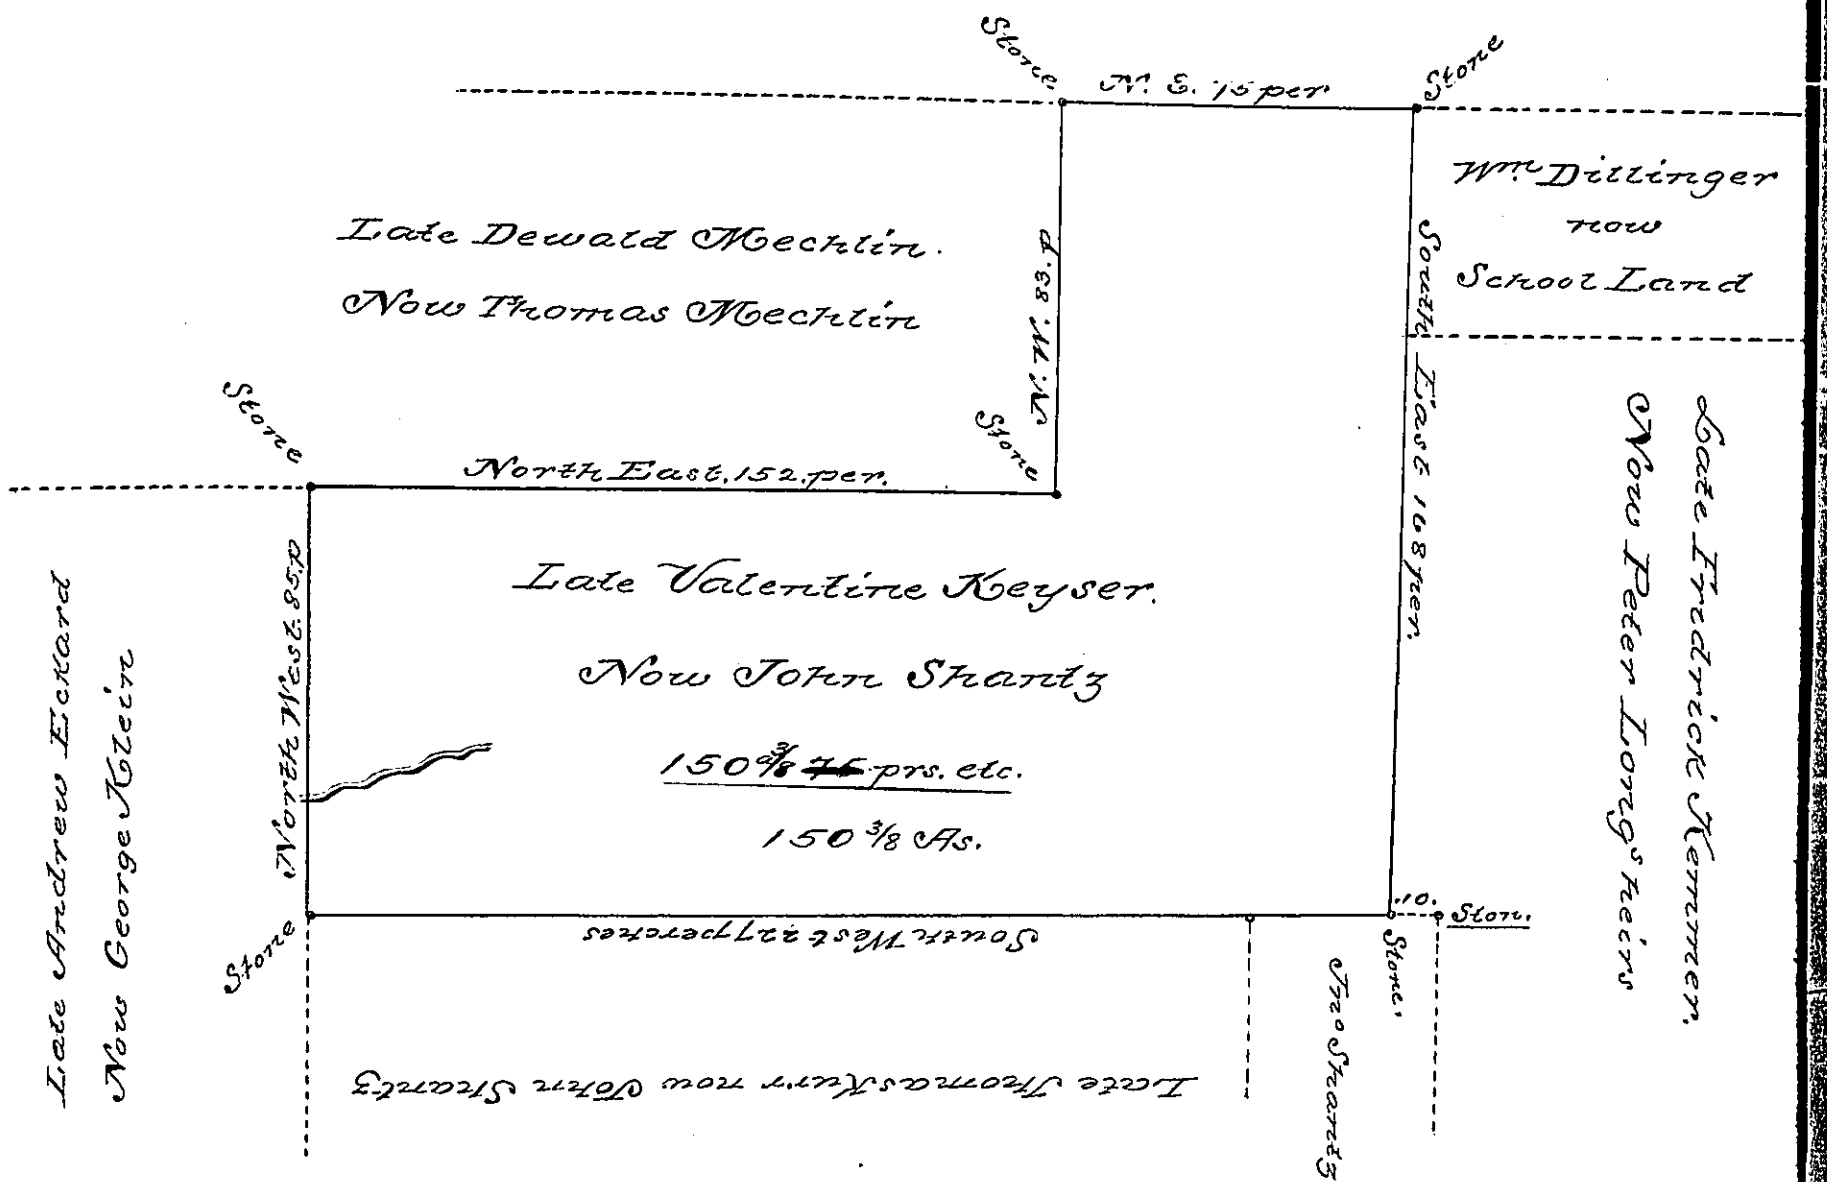 Stone
N. E. 75 per
Stone
Wm Dillinger
now
School Land
Late Dewald Mechlin.
Now Thomas Mechlin
N. W. 83. P
South East 168 per.
Stone
Stone
North East. 152. per.
Late Fredrick Kemmer.
Now Peter Long's heirs
Late Valentine Keyser.
Now John Shantz
150 3/8 prs. etc.
150 3/8 As.
North West 85p
Late Andrew Eckard
Now George Klein
Stone
South West 227 perches
.10.
Ston.
Stone.
Jno Shantz
Late Thomas Kurr now John Shantz